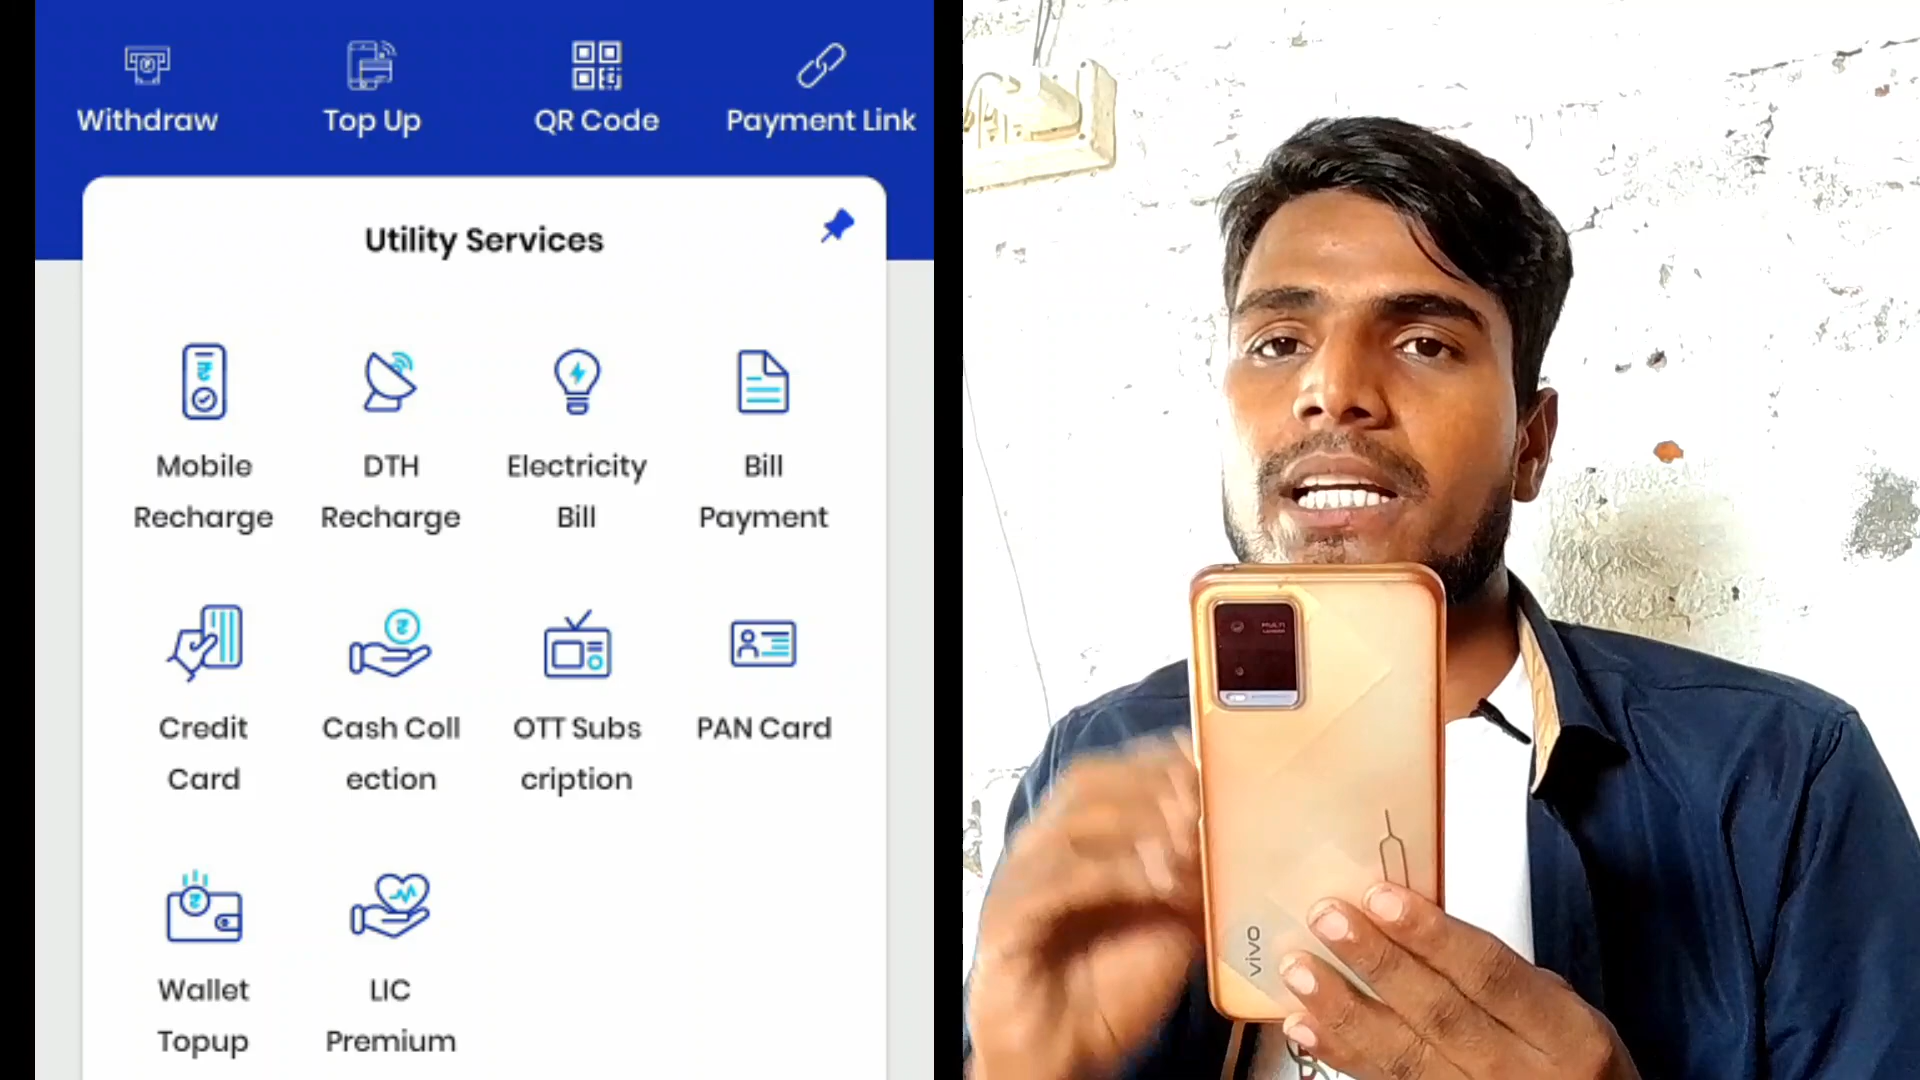 Withdraw
Top Up
QR Code
Payment Link
Utility Services
Mobile
Recharge
DTH
Recharge
Electricity
Bill
Bill
Payment
Credit
Card
Cash Coll
ection
OTT Subs
cription
PAN Card
Wallet
Topup
LIC
Premium
vivo